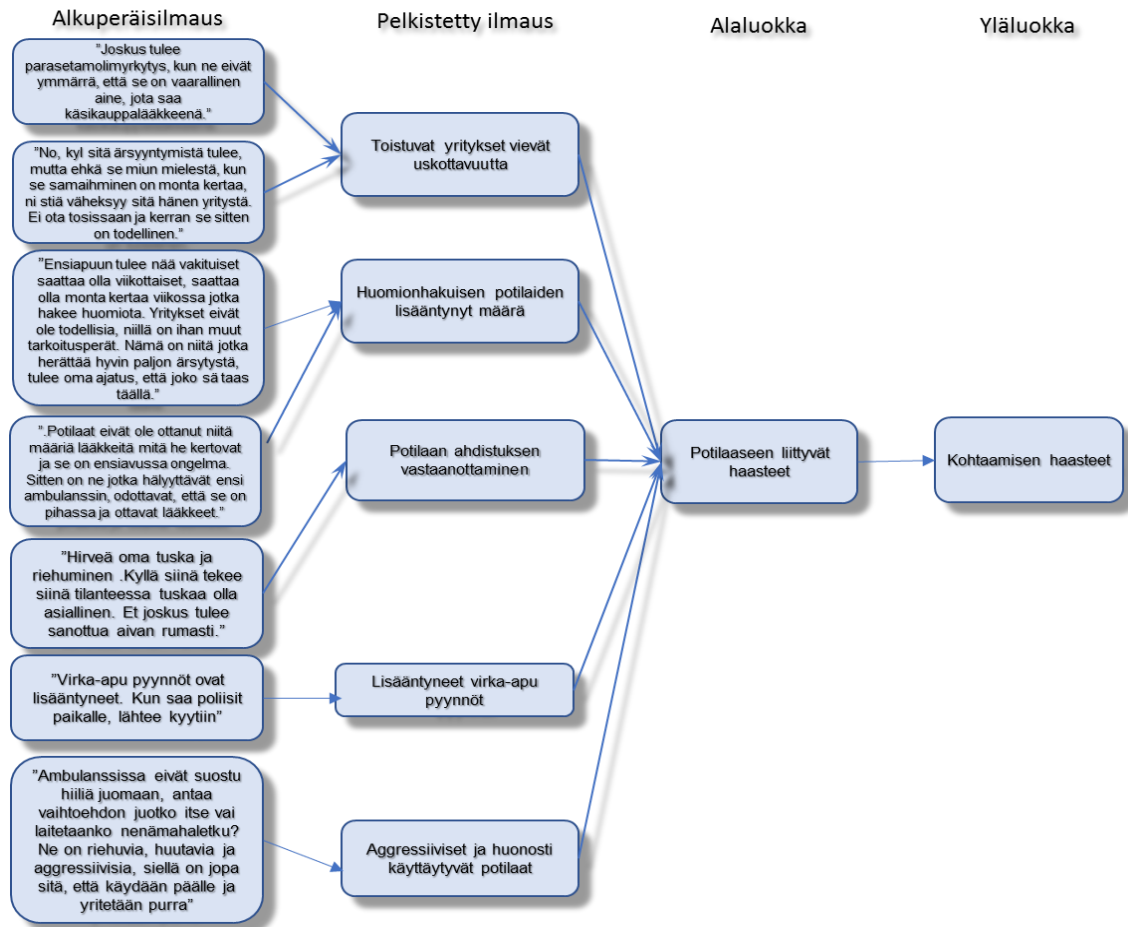 Alkuperäisilmaus
Pelkistetty ilmaus
Alaluokka
Yläluokka
”Joskus tulee
parasetamolimyrkytys, kun ne eivät
ymmärrä, että se on vaarallinen
aine, jota saa
käsikauppalääkkeenä.”
”No, kyl sitä ärsyyntymistä tulee,
mutta ehkä se miun mielestä, kun
se samaihminen on monta kertaa,
ni stiä väheksyy sitä hänen yritystä.
Ei ota tosissaan ja kerran se sitten
on todellinen.”
”Ensiapuun tulee nää vakituiset
saattaa olla viikottaiset, saattaa
olla monta kertaa viikossa jotka
hakee huomiota. Yritykset eivät
ole todellisia, niillä on ihan muut
tarkoitusperät. Nämä on niitä jotka
herättää hyvin paljon ärsytystä,
tulee oma ajatus, että joko sä taas
täällä.”
”.Potilaat eivät ole ottanut niitä
määriä lääkkeitä mitä he kertovat
ja se on ensiavussa ongelma.
Sitten on ne jotka hälyyttävät ensi
ambulanssin, odottavat, että se on
pihassa ja ottavat lääkkeet.”
”Hirveä oma tuska ja
riehuminen .Kyllä siinä tekee
siinä tilanteessa tuskaa olla
asiallinen. Et joskus tulee
sanottua aivan rumasti.”
”Virka-apu pyynnöt ovat
lisääntyneet. Kun saa poliisit
paikalle, lähtee kyytiin”
”Ambulanssissa eivät suostu
hiiliä juomaan, antaa
vaihtoehdon juotko itse vai
laitetaanko nenämahaletku?
Ne on riehuvia, huutavia ja
aggressiivisia, siellä on jopa
sitä, että käydään päälle ja
yritetään purra”
Toistuvat yritykset vievät
uskottavuutta
Huomionhakuisen potilaiden
lisääntynyt määrä
Potilaan ahdistuksen
vastaanottaminen
Lisääntyneet virka-apu
pyynnöt
Aggressiiviset ja huonosti
käyttäytyvät potilaat
Potilaaseen liittyvät
haasteet
Kohtaamisen haasteet